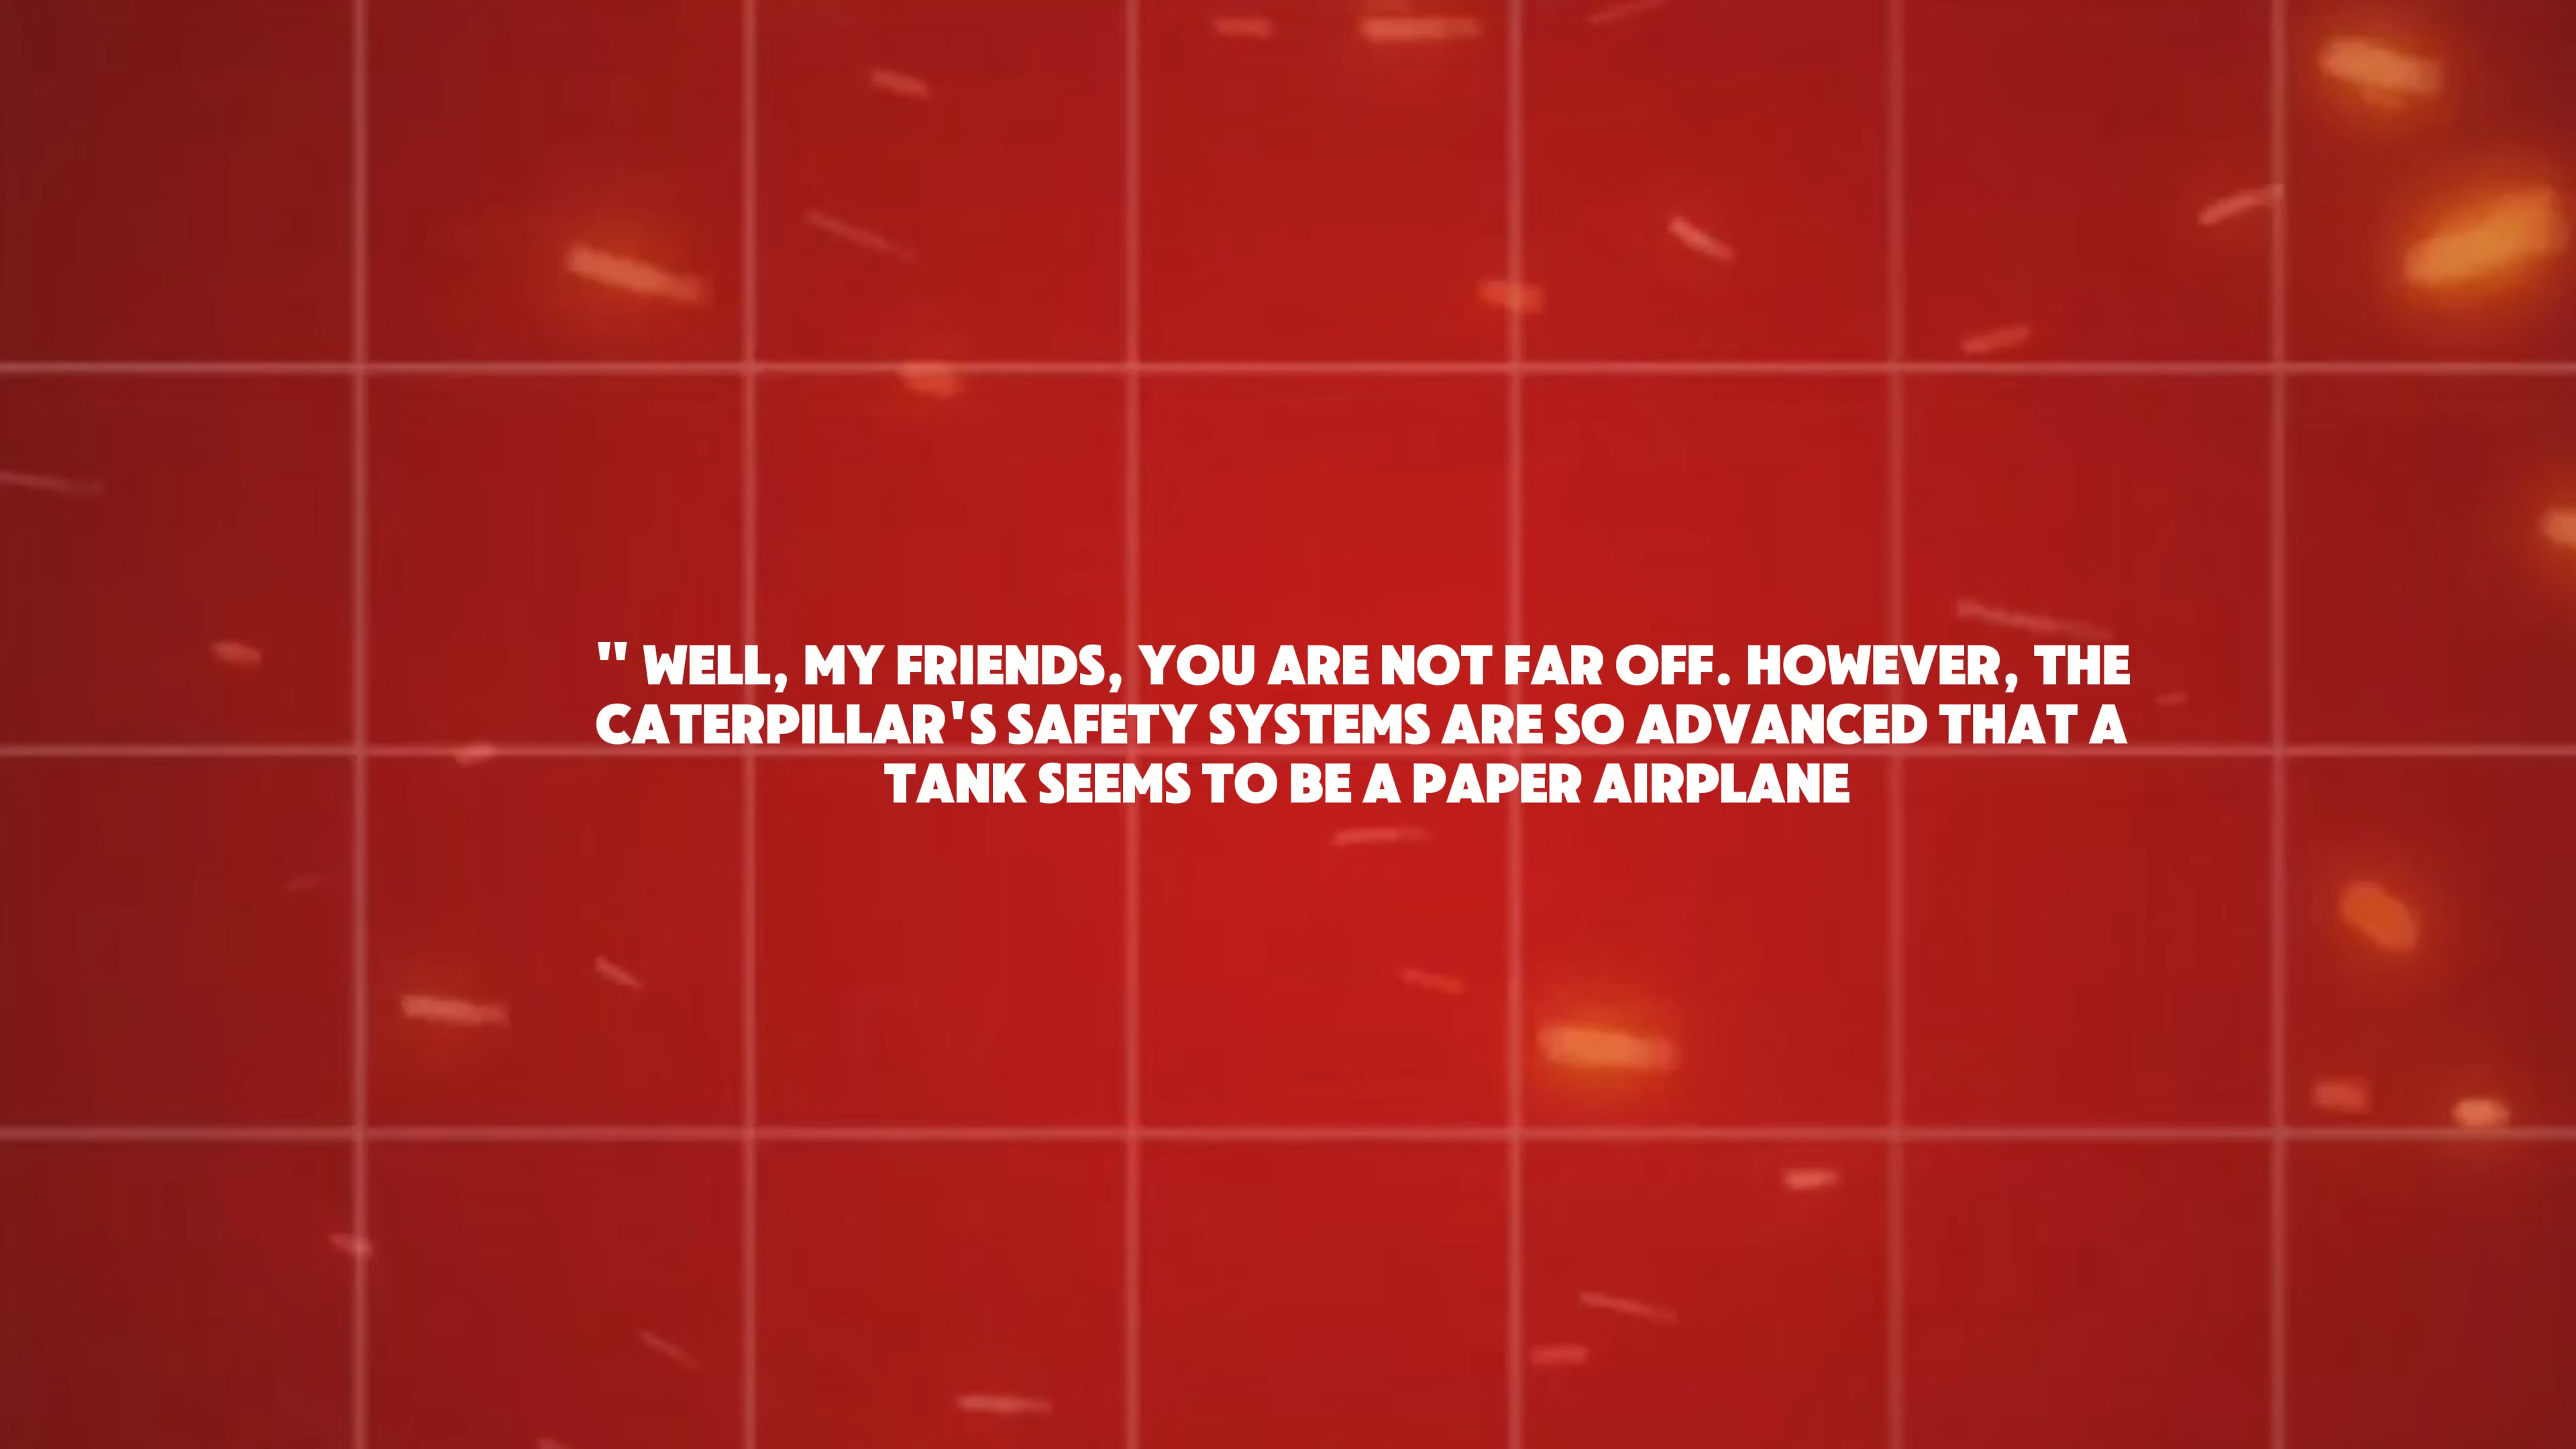 " WELL, MY FRIENDS, YOU ARE NOT FAR OFF. HOWEVER, THE
CATERPILLAR'S SAFETY SYSTEMS ARE SO ADVANCED THAT A
TANK SEEMS TO BE A PAPER AIRPLANE